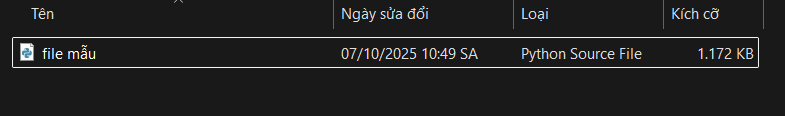 Tên Ngày sửa đổi Loại Kích cỡ
file mẫu 07/10/2025 10:49 SA Python Source File 1.172 KB